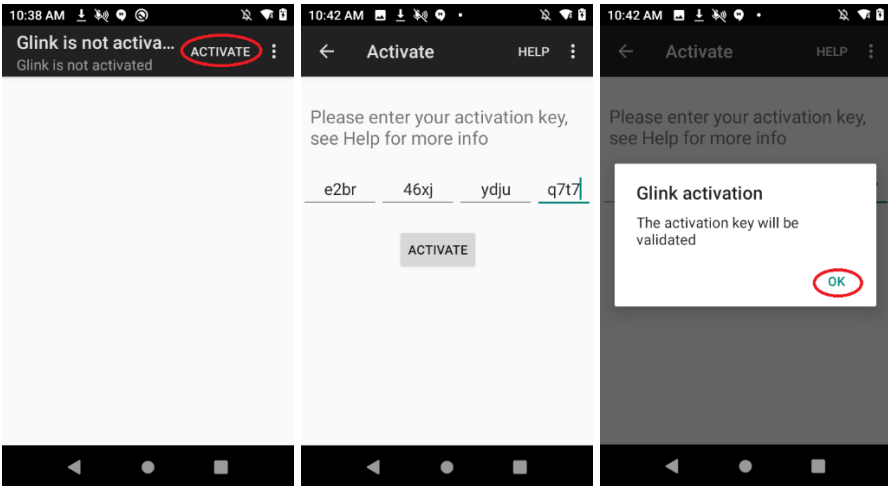 10:38 AM
Glink is not activa...
ACTIVATE
Glink is not activated
10:42 AM
Activate
HELP
Please enter your activation key,
see Help for more info
e2br 46xj ydju q7t7
ACTIVATE
10:42 AM
Activate
HELP
Please enter your activation key,
see Help for more info
Glink activation
The activation key will be
validated
OK